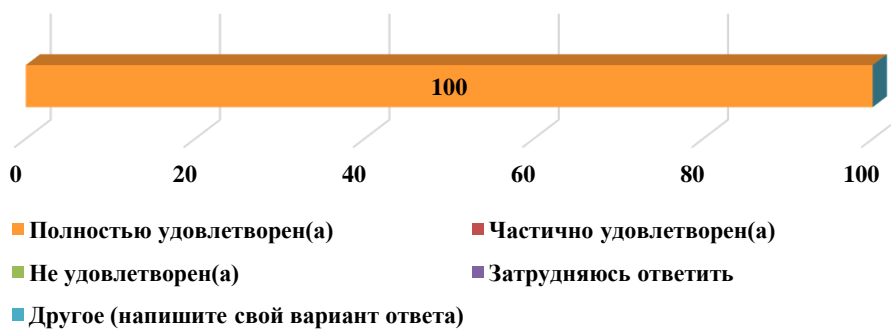 100
0 20 40 60 80 100
Полностью удовлетворен(а) Частично удовлетворен(а)
Не удовлетворен(а) Затрудняюсь ответить
Другое (напишите свой вариант ответа)